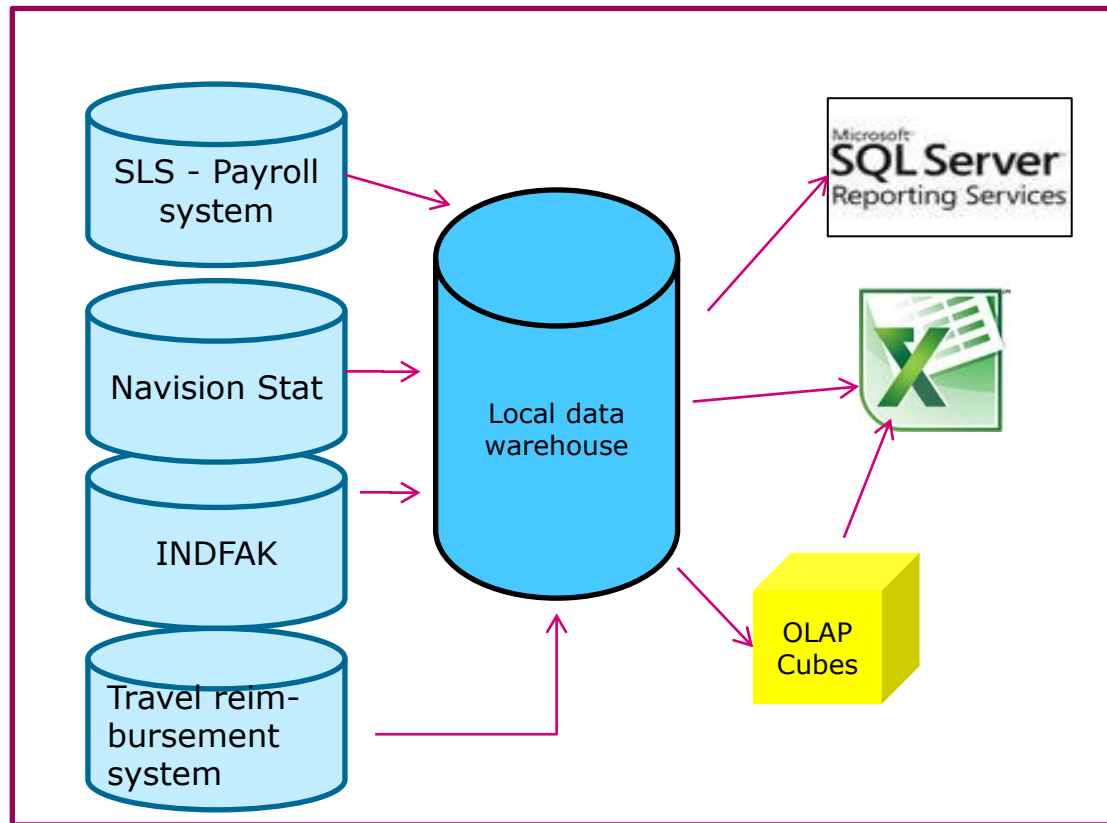 SLS - Payroll
system
Navision Stat
INDFAK
Travel reim-
bursement
system
Local data
warehouse
Microsoft
SQL Server
Reporting Services
OLAP
Cubes